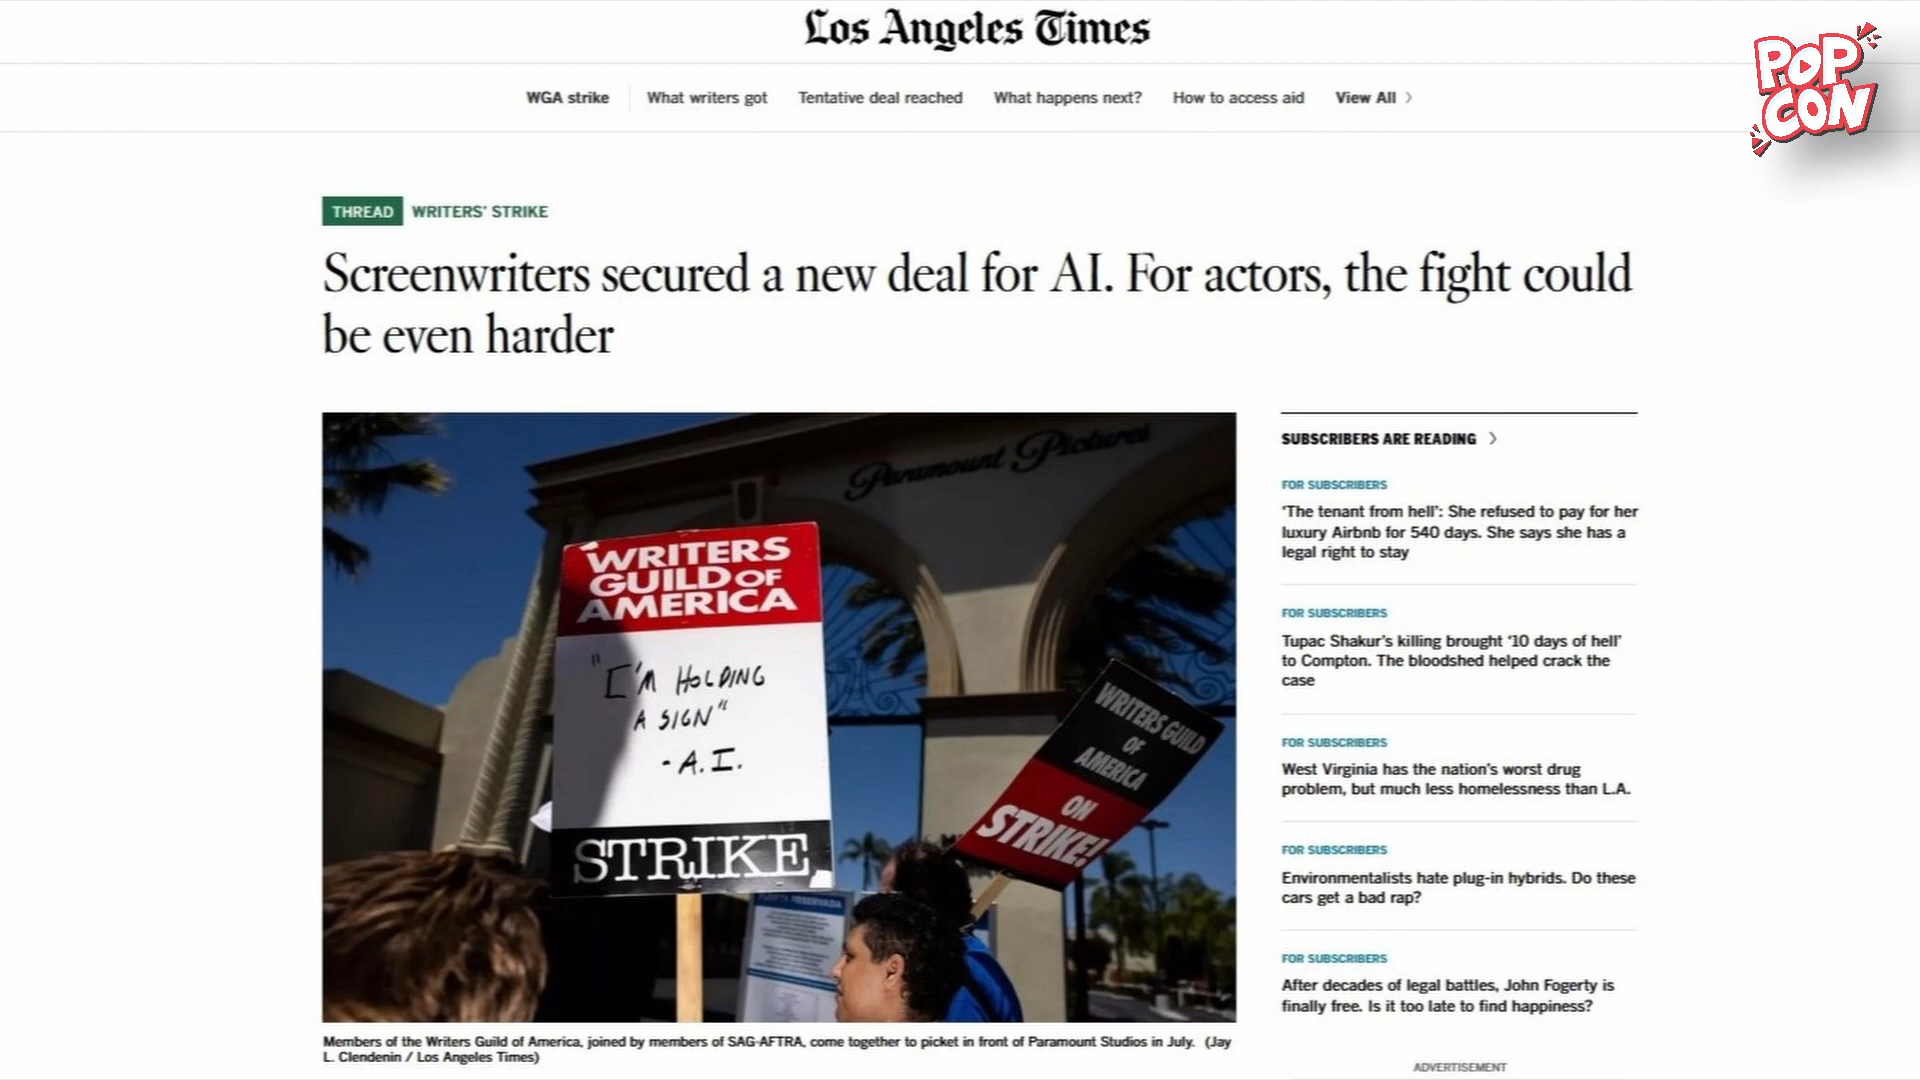 Los Angeles Times
POP CON
WGA strike What writers got Tentative deal reached What happens next? How to access aid View All
THREAD WRITERS' STRIKE
Screenwriters secured a new deal for AI. For actors, the fight could
be even harder
Paramount Pictures
WRITERS
GUILD OF
AMERICA
"I'M HOLDING
A SIGN"
- A.I.
STRIKE
WRITERS GUILD
OF
AMERICA
ON
STRIKE!
Members of the Writers Guild of America, joined by members of SAG-AFTRA, come together to picket in front of Paramount Studios in July. (Jay
L. Clendenin / Los Angeles Times)
SUBSCRIBERS ARE READING
FOR SUBSCRIBERS
'The tenant from hell': She refused to pay for her
luxury Airbnb for 540 days. She says she has a
legal right to stay
FOR SUBSCRIBERS
Tupac Shakur's killing brought '10 days of hell'
to Compton. The bloodshed helped crack the
case
FOR SUBSCRIBERS
West Virginia has the nation's worst drug
problem, but much less homelessness than L.A.
FOR SUBSCRIBERS
Environmentalists hate plug-in hybrids. Do these
cars get a bad rap?
FOR SUBSCRIBERS
After decades of legal battles, John Fogerty is
finally free. Is it too late to find happiness?
ADVERTISEMENT